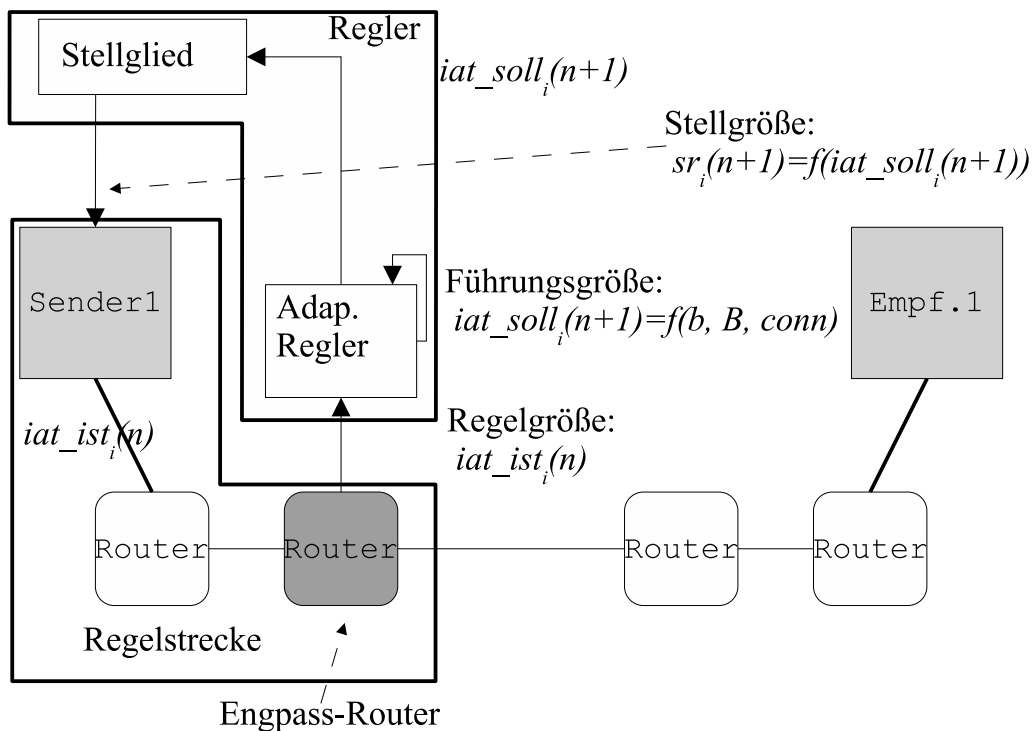 Regler
Stellglied
iat_soll_i(n+1)
Stellgröße:
sr_i(n+1)=f(iat_soll_i(n+1))
Sender1
Empf.1
Adap.
Regler
Führungsgröße:
iat_soll_i(n+1)=f(b, B, conn)
Regelgröße:
iat_ist_i(n)
iat_ist_i(n)
Router
Router
Router
Router
Regelstrecke
Engpass-Router